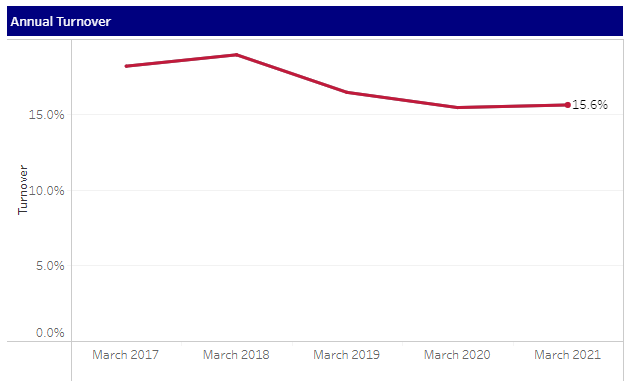 Annual Turnover
15.0%
10.0%
5.0%
0.0%
Turnover
15.6%
March 2017
March 2018
March 2019
March 2020
March 2021